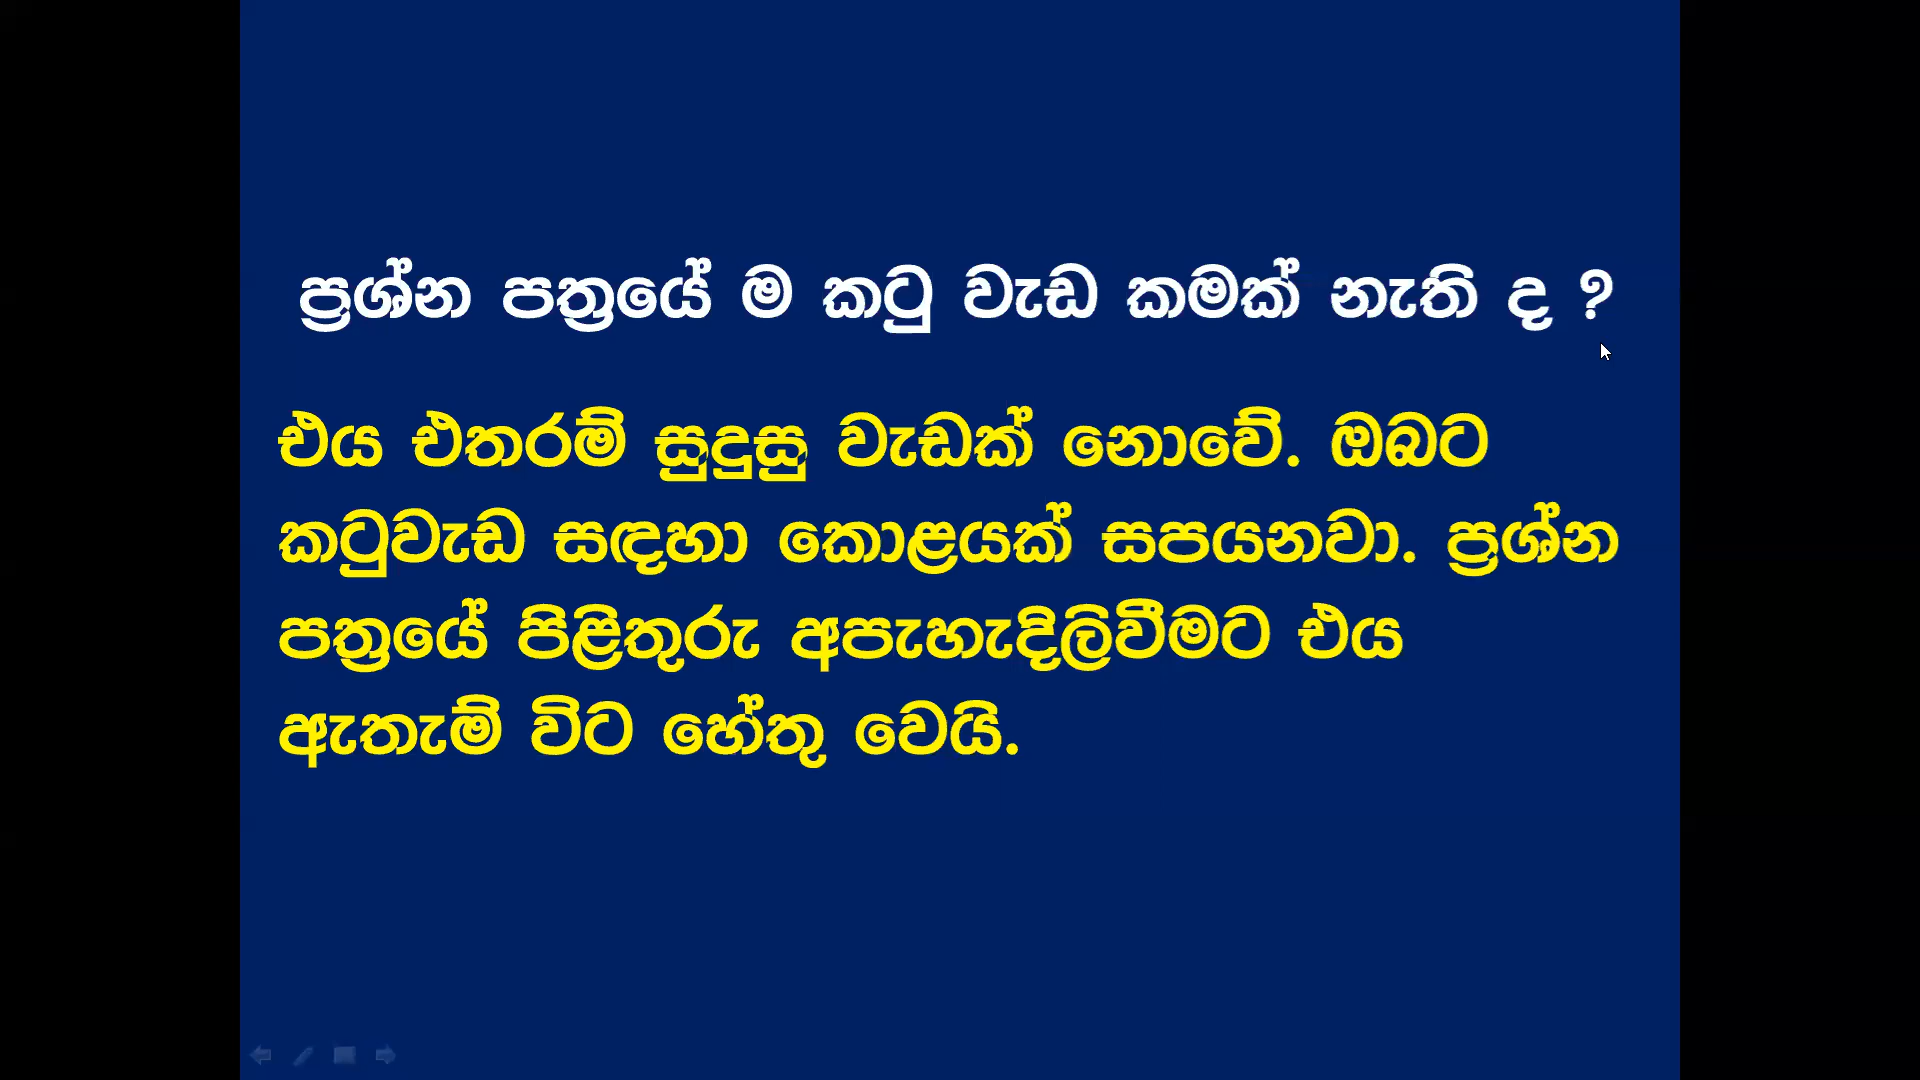 ප්‍රශ්න පත්‍රයේ ම කටු වැඩ කමක් නැති ද ?
එය එතරම් සුදුසු වැඩක් නොවේ. ඔබට
කටුවැඩ සඳහා කොළයක් සපයනවා. ප්‍රශ්න
පත්‍රයේ පිළිතුරු අපැහැදිලිවීමට එය
ඇතැම් විට හේතු වෙයි.